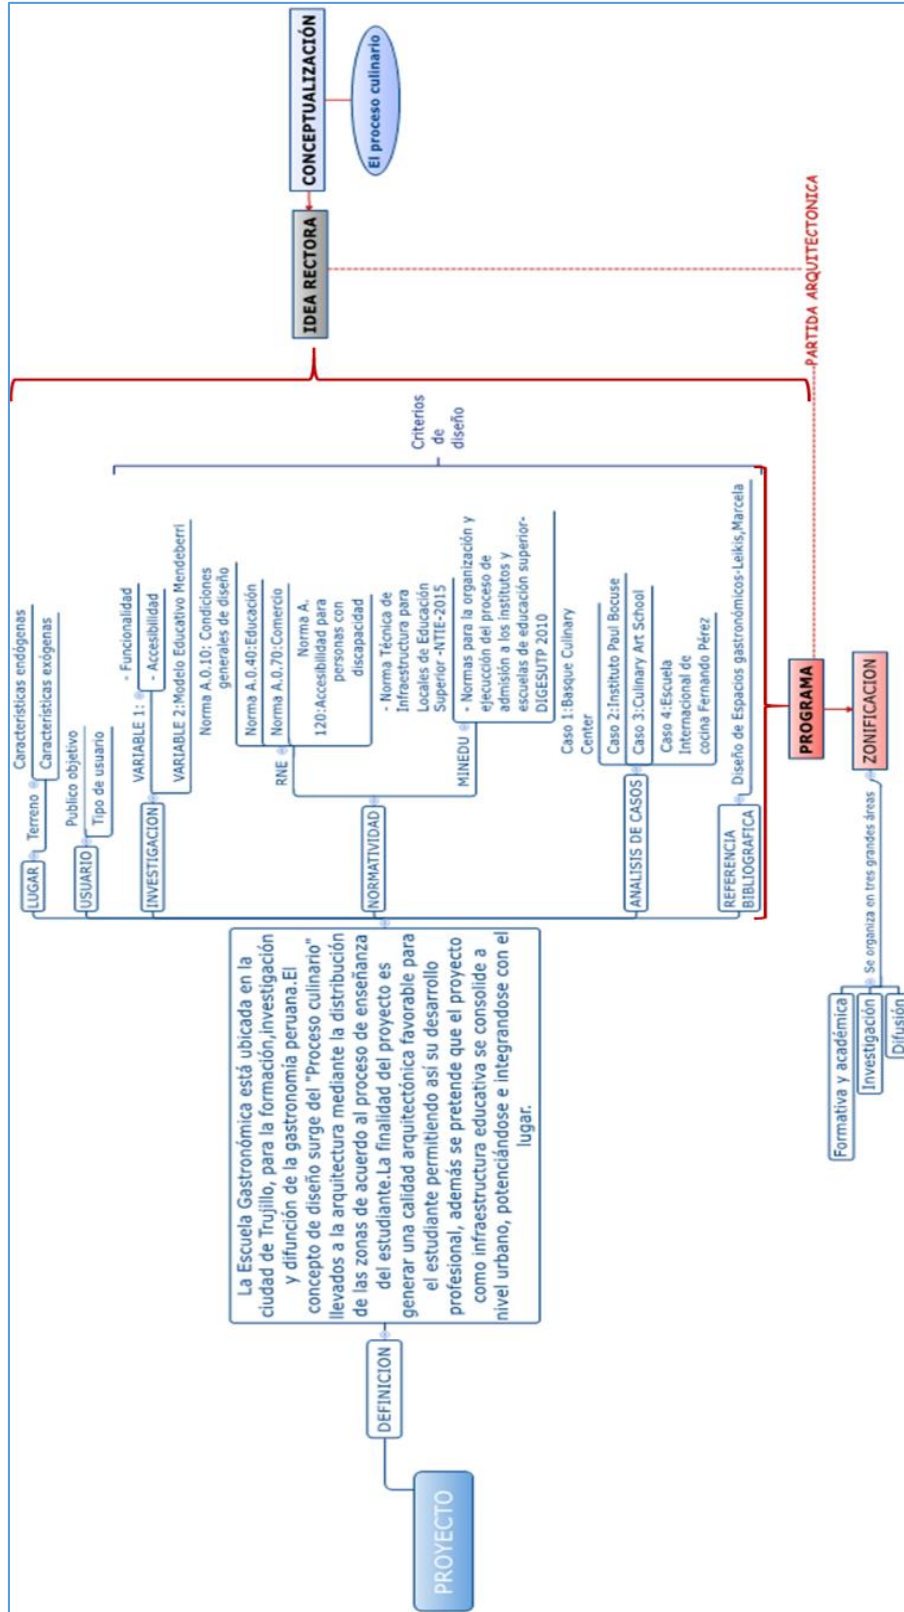 PROYECTO
DEFINICION
La Escuela Gastronómica está ubicada en la
ciudad de Trujillo, para la formación,investigación
y difunción de la gastronomia peruana.El
concepto de diseño surge del "Proceso culinario"
llevados a la arquitectura mediante la distribución
de las zonas de acuerdo al proceso de enseñanza
del estudiante.La finalidad del proyecto es
generar una calidad arquitectónica favorable para
el estudiante permitiendo así su desarrollo
profesional, además se pretende que el proyecto
como infraestructura educativa se consolide a
nivel urbano, potenciándose e integrandose con el
lugar.
LUGAR
Terreno
Características endógenas
Características exógenas
USUARIO
Publico objetivo
Tipo de usuario
INVESTIGACION
VARIABLE 1:
- Funcionalidad
- Accesibilidad
VARIABLE 2:Modelo Educativo Mendeberri
NORMATIVIDAD
RNE
Norma A.0.10: Condiciones
generales de diseño
Norma A.0.40:Educación
Norma A.0.70:Comercio
Norma A.
120:Accesibilidad para
personas con
discapacidad
MINEDU
- Norma Técnica de
Infraestructura para
Locales de Educación
Superior -NTIE-2015
- Normas para la organización y
ejecucción del proceso de
admisión a los institutos y
escuelas de educación superior-
DIGESUTP 2010
ANALISIS DE CASOS
Caso 1:Basque Culinary
Center
Caso 2:Instituto Paul Bocuse
Caso 3:Culinary Art School
Caso 4:Escuela
Internacional de
cocina Fernando Pérez
REFERENCIA
BIBLIOGRAFICA
Diseño de Espacios gastronómicos-Leikis,Marcela
Criterios
de
diseño
IDEA RECTORA
CONCEPTUALIZACIÓN
El proceso culinario
PARTIDA ARQUITECTONICA
PROGRAMA
ZONIFICACION
Se organiza en tres grandes áreas
Formativa y académica
Investigación
Difusión